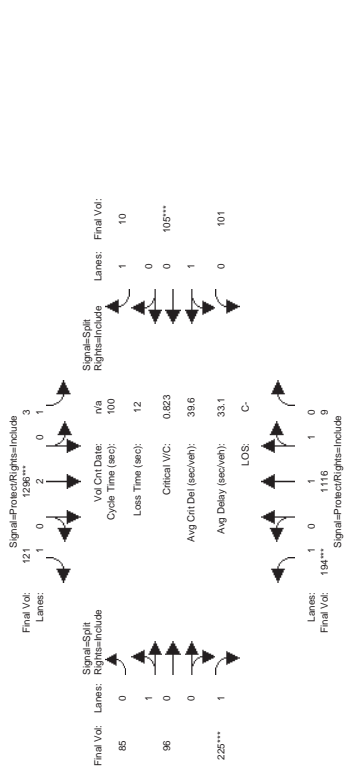 Signal=Protect/Rights=Include
Final Vol: 121 1296*** 3
Lanes: 1 0 2 0 1
Signal=Split
Rights=Include
Signal=Split
Rights=Include
Final Vol: Lanes:
Lanes: Final Vol:
Vol Cnt Date: n/a
Cycle Time (sec): 100
Loss Time (sec): 12
Critical V/C: 0.823
Avg Crit Del (sec/veh): 39.6
Avg Delay (sec/veh): 33.1
LOS: C-
85 0
1
96 0
0
225*** 1
1 10
0
0 105***
1
0 101
Lanes: 1 0 1 1 0
Final Vol: 194*** 1116 9
Signal=Protect/Rights=Include